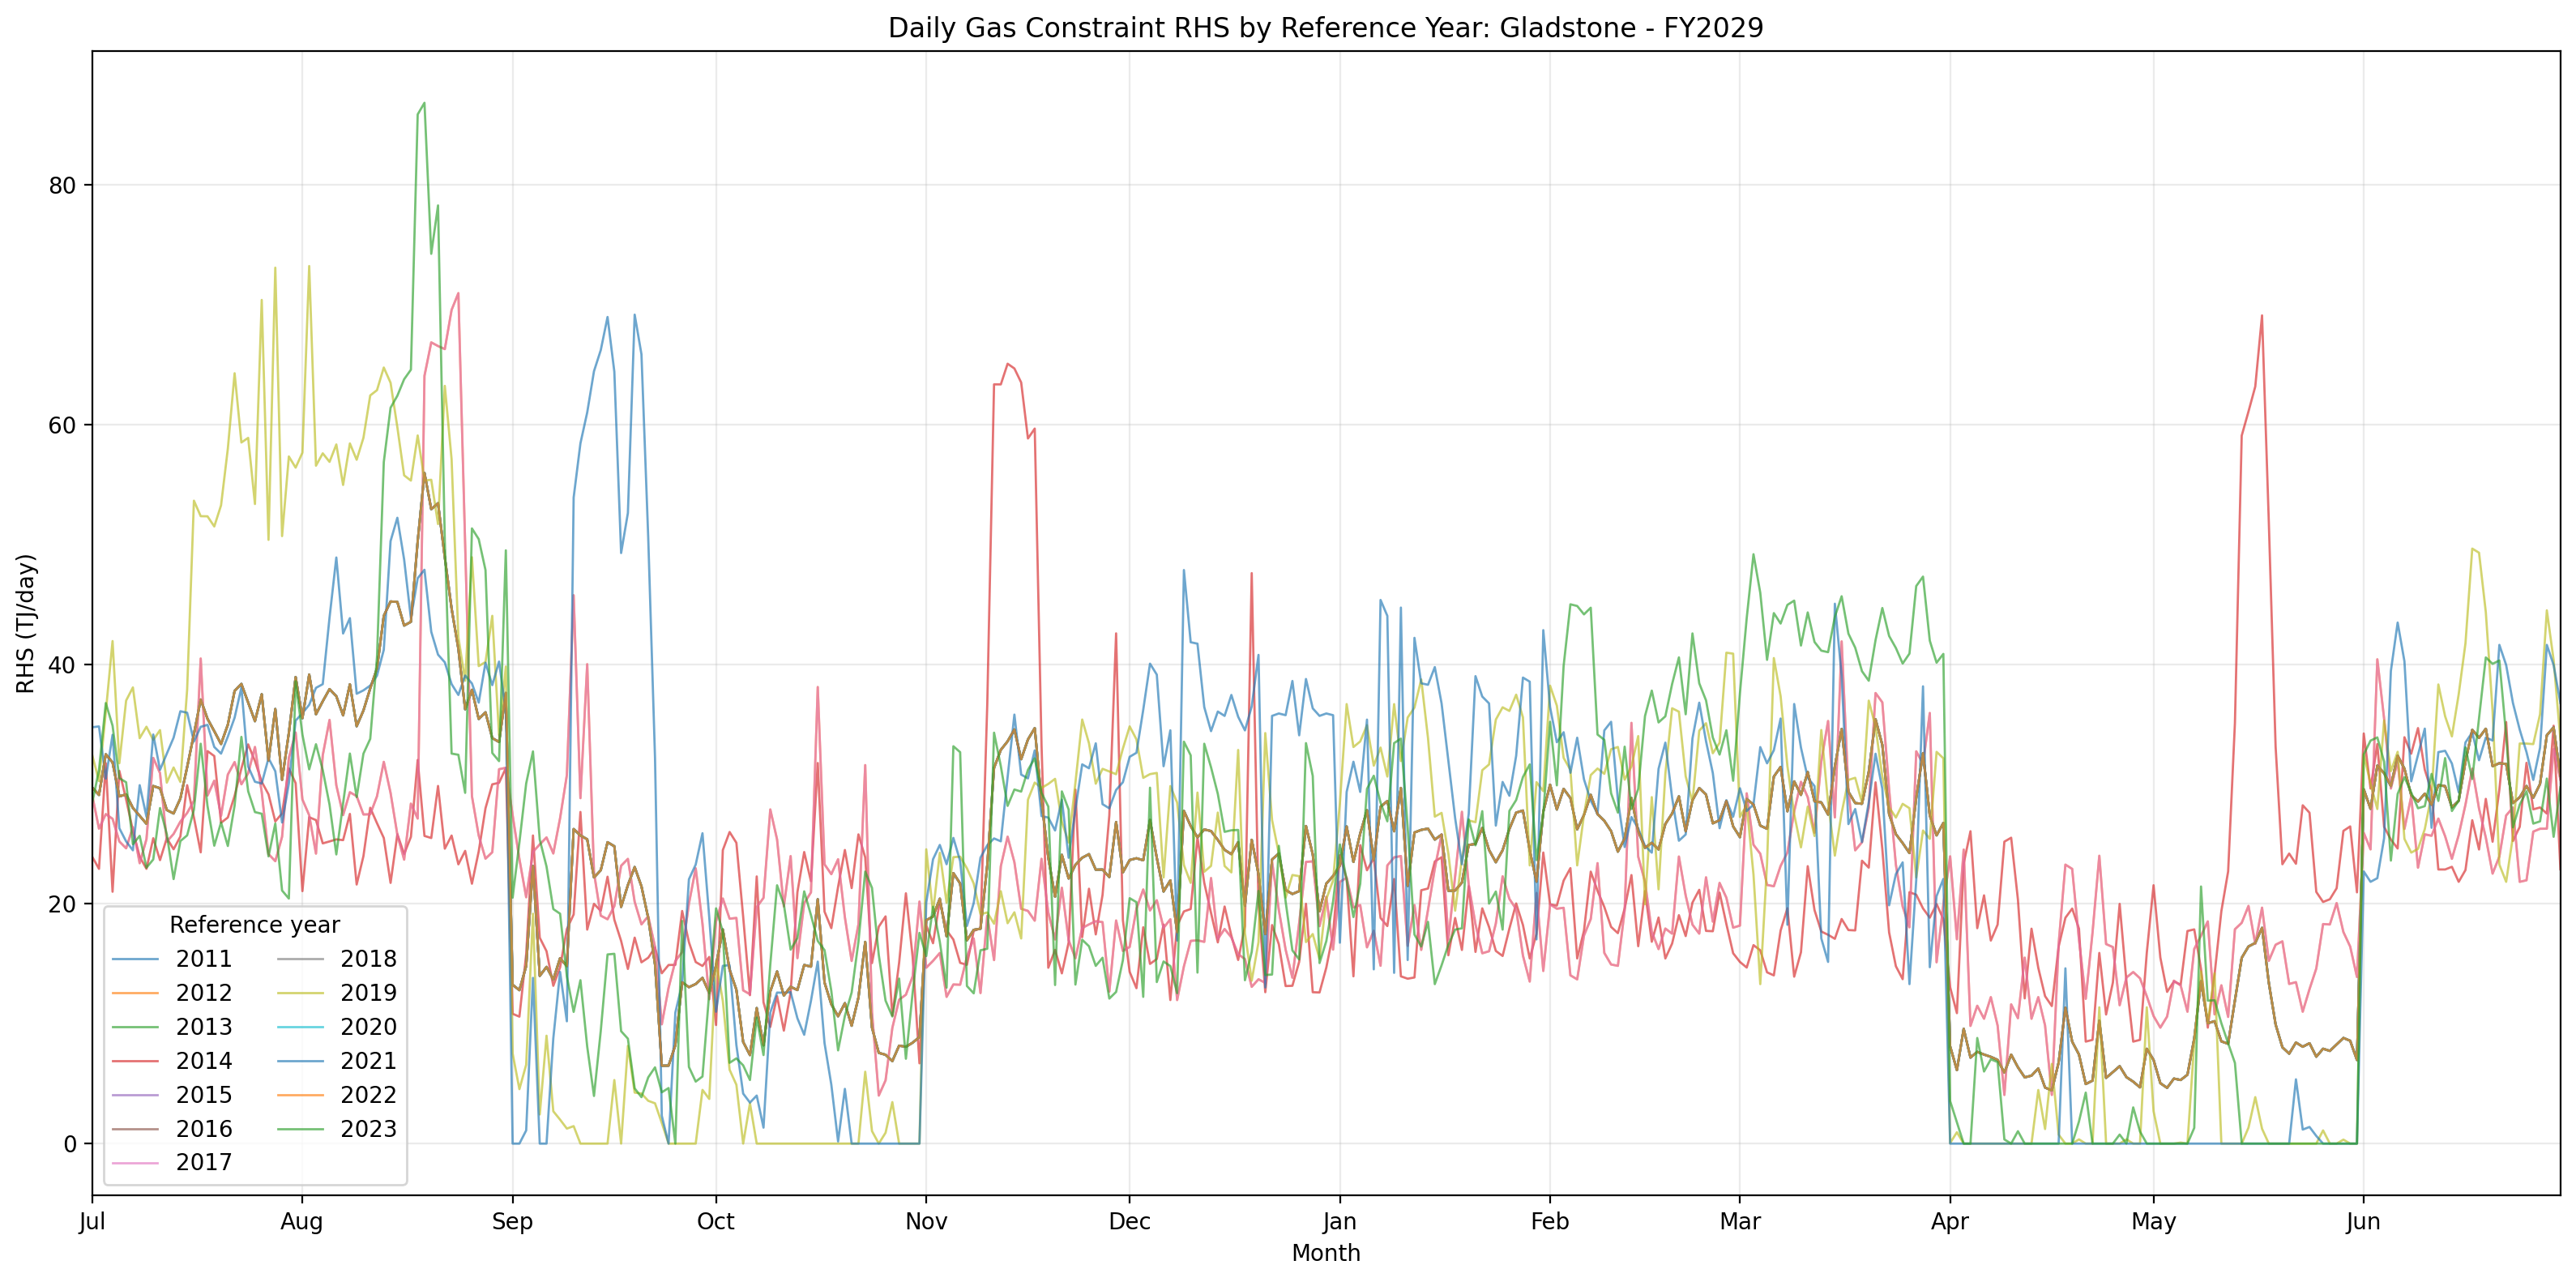 Daily Gas Constraint RHS by Reference Year: Gladstone - FY2029
RHS (TJ/day)
80
60
40
20
0
Reference year
2011
2012
2013
2014
2015
2016
2017
2018
2019
2020
2021
2022
2023
Jul
Aug
Sep
Oct
Nov
Dec
Jan
Feb
Mar
Apr
May
Jun
Month